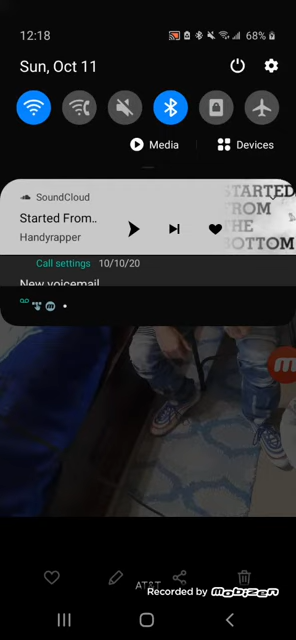 12:18
68%
Sun, Oct 11
Media
Devices
SoundCloud
Started From..
Handyrapper
STARTED
FROM
THE
BOTTOM
Call settings 10/10/20
New voicemail
AT&T
Recorded by mobizen